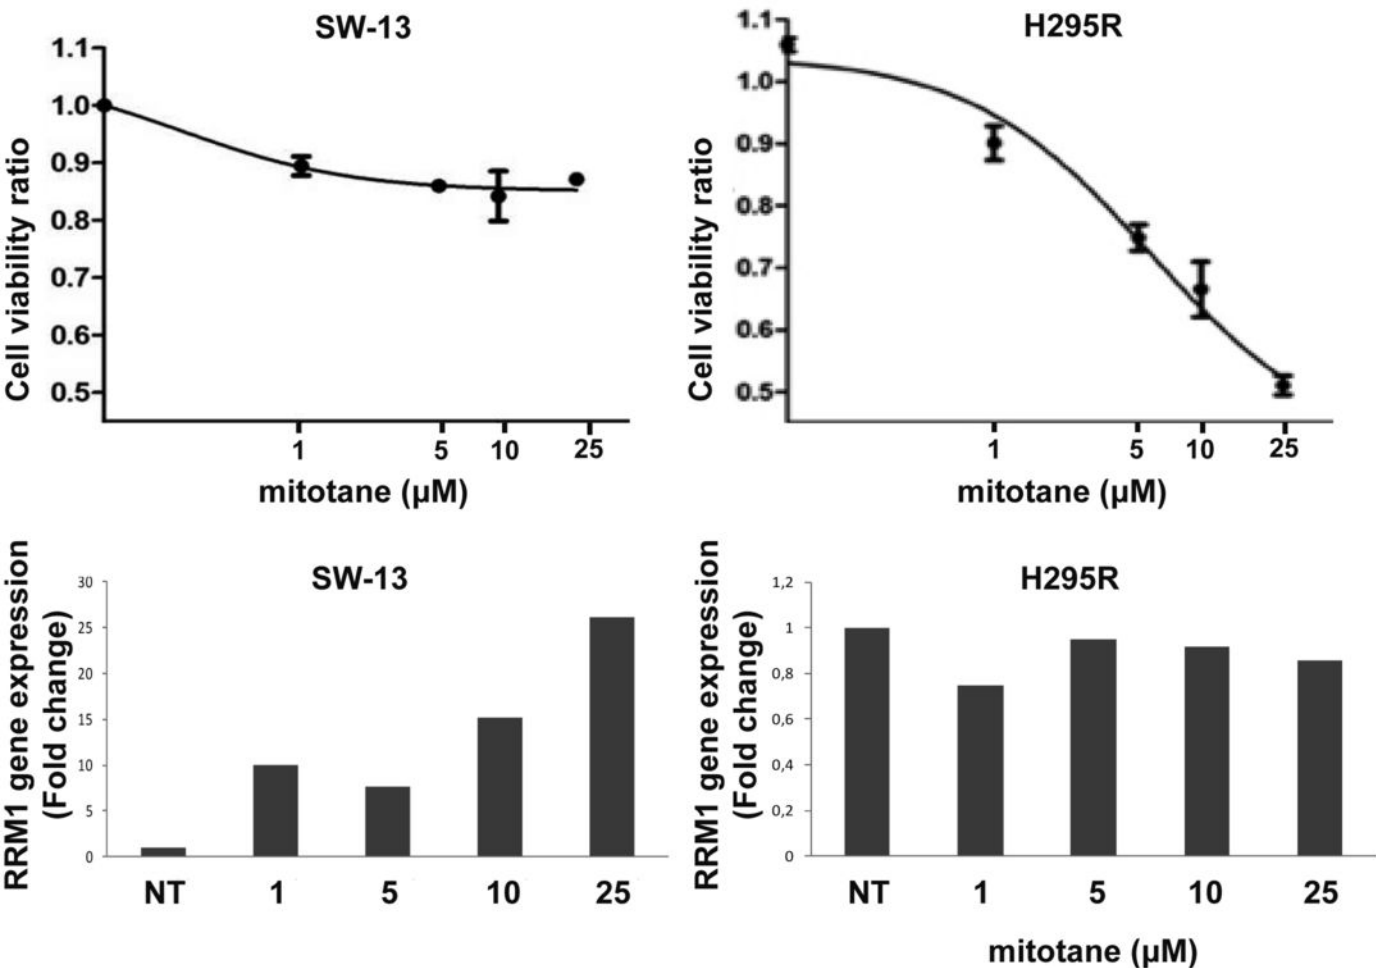 SW-13
1.1
1.0
0.9
0.8
0.7
0.6
0.5
Cell viability ratio
1 5 10 25
mitotane (µM)
H295R
1.1
1.0
0.9
0.8
0.7
0.6
0.5
Cell viability ratio
1 5 10 25
mitotane (µM)
SW-13
RRM1 gene expression
(Fold change)
30
25
20
15
10
5
0
NT 1 5 10 25
H295R
RRM1 gene expression
(Fold change)
1,2
1
0,8
0,6
0,4
0,2
0
NT 1 5 10 25
mitotane (µM)